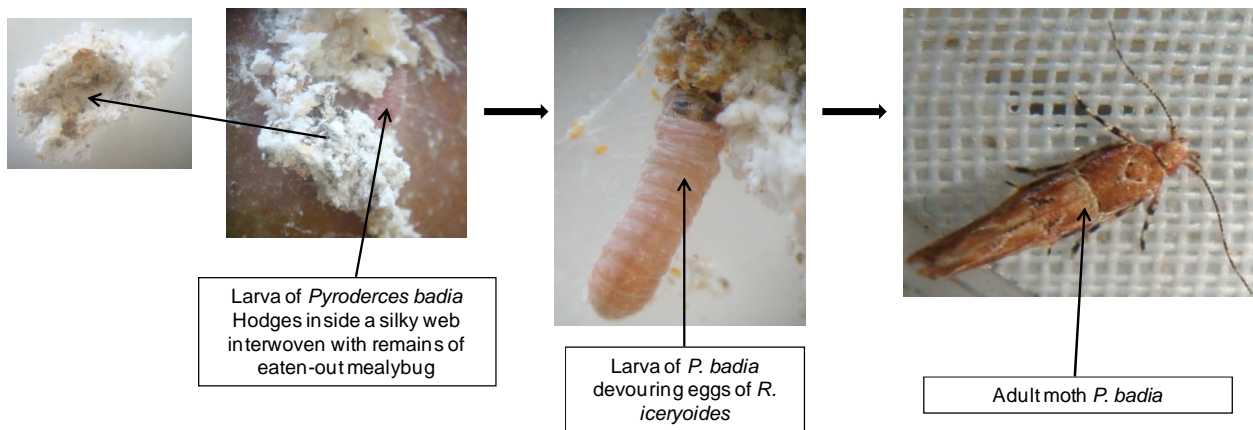 Larva of Pyroderces badia
Hodges inside a silky web
interwoven with remains of
eaten-out mealybug
Larva of P. badia
devouring eggs of R.
iceryoides
Adult moth P. badia